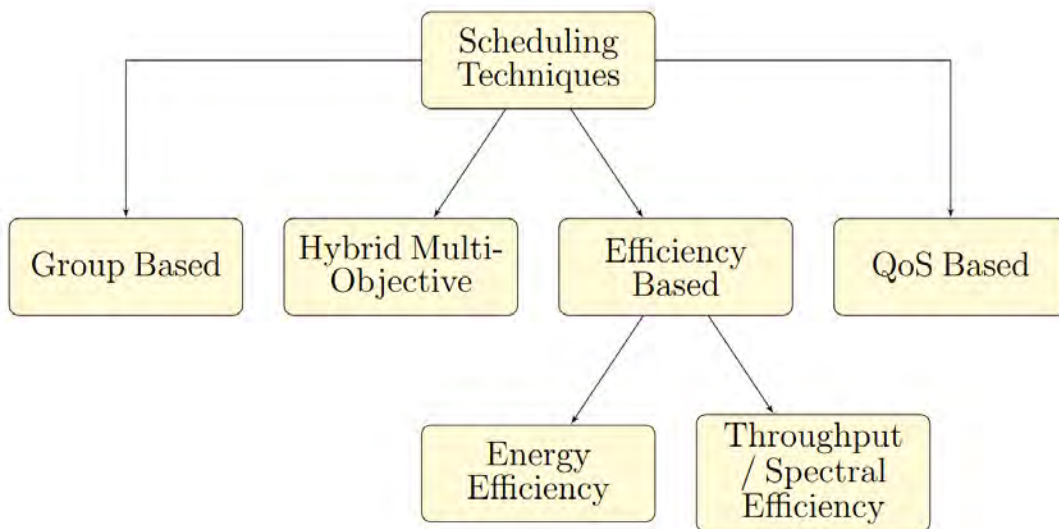 Scheduling
Techniques
Group Based
Hybrid Multi-
Objective
Efficiency
Based
QoS Based
Energy
Efficiency
Throughput
/ Spectral
Efficiency